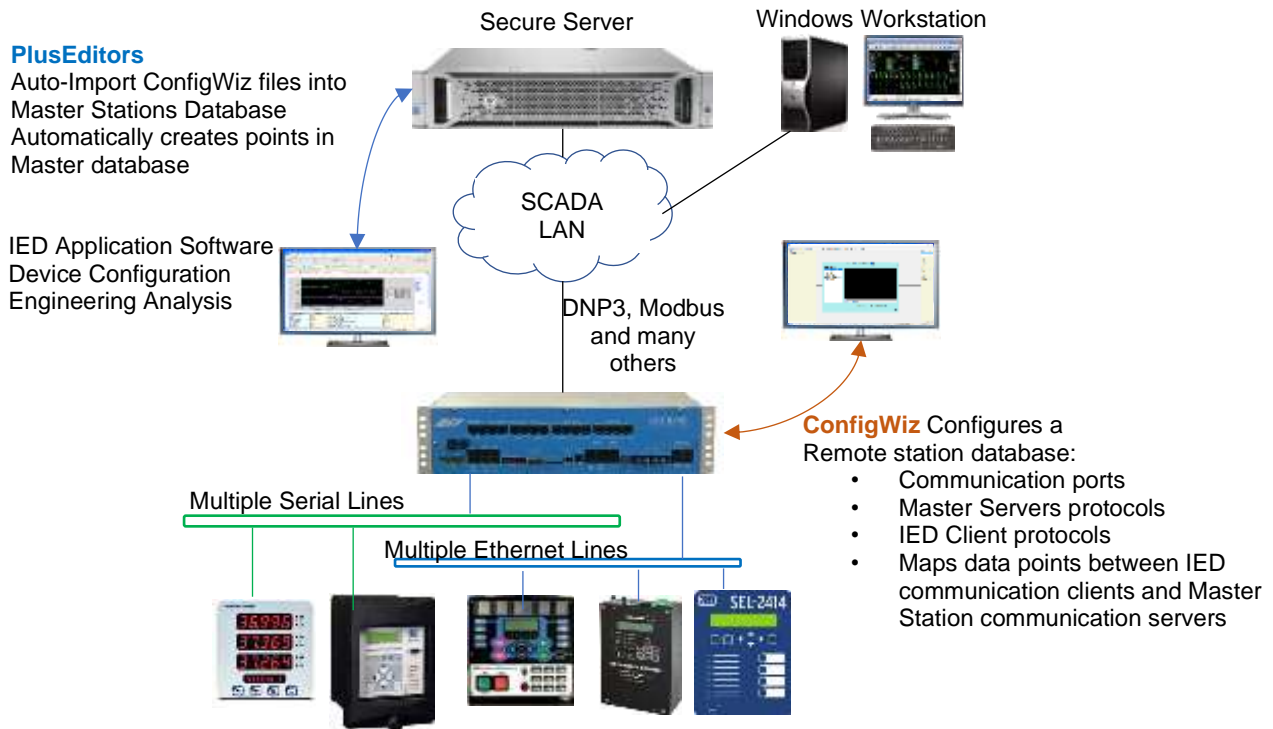 Secure Server
Windows Workstation
PlusEditors
Auto-Import ConfigWiz files into
Master Stations Database
Automatically creates points in
Master database
SCADA
LAN
IED Application Software
Device Configuration
Engineering Analysis
DNP3, Modbus
and many
others
ConfigWiz Configures a
Remote station database:
• Communication ports
• Master Servers protocols
• IED Client protocols
• Maps data points between IED
communication clients and Master
Station communication servers
Multiple Serial Lines
Multiple Ethernet Lines
SEL-2414